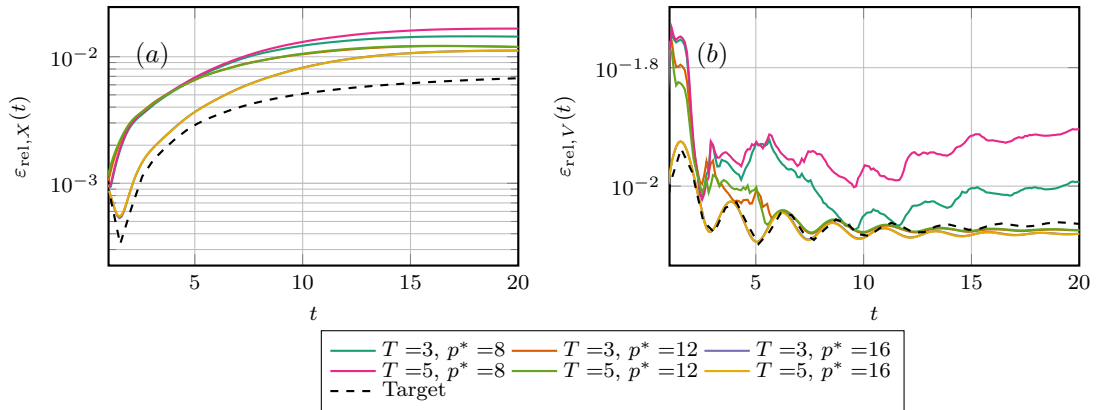 (a)
10^{-2}
10^{-3}
ε_{rel,X}(t)
5 10 15 20
t
(b)
10^{-1.8}
10^{-2}
ε_{rel,V}(t)
5 10 15 20
t
T =3, p* =8 T =3, p* =12 T =3, p* =16
T =5, p* =8 T =5, p* =12 T =5, p* =16
Target